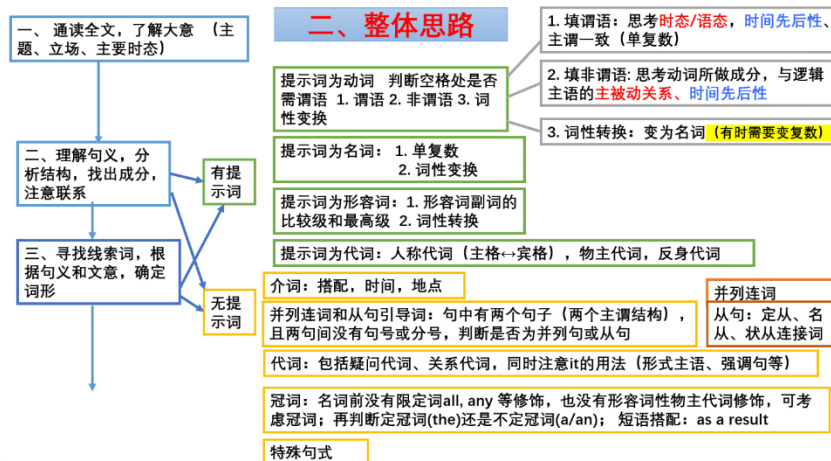 二、整体思路
一、 通读全文，了解大意 （主
题、立场、主要时态）
二、理解句义，分
析结构，找出成分，
注意联系
三、寻找线索词，根
据句义和文意，确定
词形
有提
示词
无提
示词
提示词为动词 判断空格处是否
需谓语 1. 谓语 2. 非谓语 3. 词
性变换
1. 填谓语：思考时态/语态，时间先后性、
主谓一致（单复数）
2. 填非谓语: 思考动词所做成分，与逻辑
主语的主被动关系、时间先后性
3. 词性转换：变为名词（有时需要变复数）
提示词为名词： 1. 单复数
2. 词性变换
提示词为形容词：1. 形容词副词的
比较级和最高级 2. 词性转换
提示词为代词：人称代词（主格↔宾格），物主代词，反身代词
介词：搭配，时间，地点
并列连词和从句引导词：句中有两个句子（两个主谓结构），
且两句间没有句号或分号，判断是否为并列句或从句
并列连词
从句：定从、名
从、状从连接词
代词：包括疑问代词、关系代词，同时注意it的用法（形式主语、强调句等）
冠词：名词前没有限定词all, any 等修饰，也没有形容词性物主代词修饰，可考
虑冠词；再判断定冠词(the)还是不定冠词(a/an)； 短语搭配：as a result
特殊句式